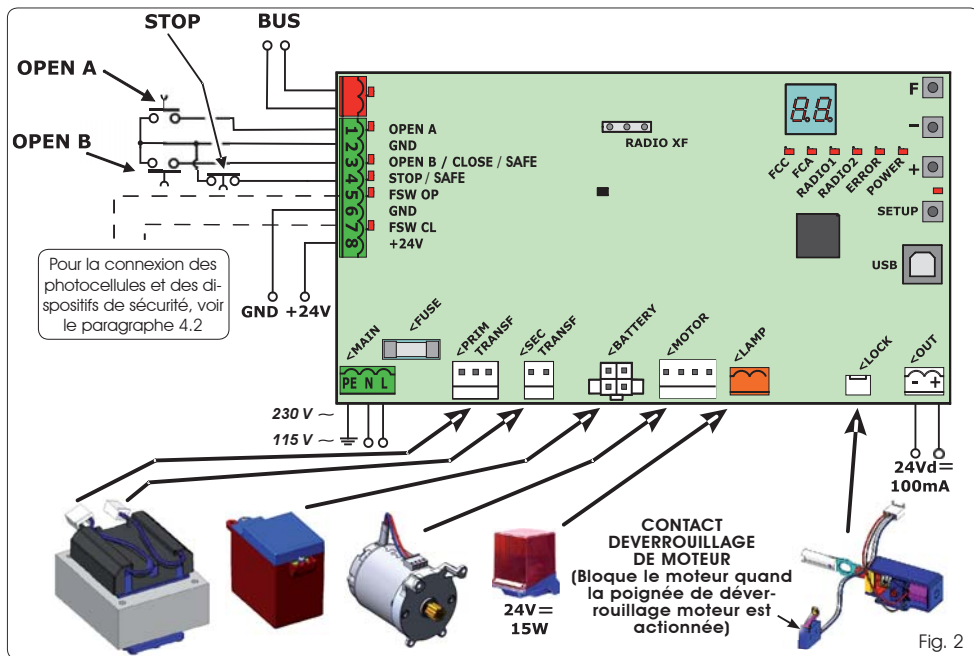 STOP
BUS
OPEN A
OPEN B
1 OPEN A
2 GND
3 OPEN B / CLOSE / SAFE
4 STOP / SAFE
5 FSW OP
6 GND
7 FSW CL
8 +24V
RADIO XF
8.8.
F
-
+
SETUP
USB
FCC
FCA
RADIO1
RADIO2
ERROR
POWER
Pour la connexion des
photocellules et des di-
spositifs de sécurité, voir
le paragraphe 4.2
GND +24V
<MAIN
<FUSE
<PRIM
TRANSF
<SEC
TRANSF
<BATTERY
<MOTOR
<LAMP
<LOCK
<OUT
PE N L
- +
230 V ~
115 V ~
24Vd=
100mA
24V=
15W
CONTACT
DEVERROUILLAGE
DE MOTEUR
(Bloque le moteur quand
la poignée de déver-
rouillage moteur est
actionnée)
Fig. 2